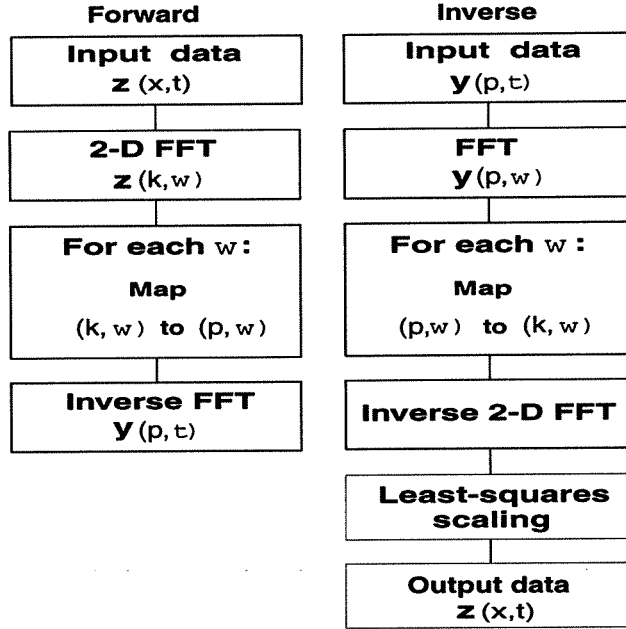 Forward
Input data
z (x,t)
2-D FFT
z (k,w)
For each w:
Map
(k, w) to (p, w)
Inverse FFT
y (p, t)
Inverse
Input data
y(p,t)
FFT
y (p,w)
For each w :
Map
(p,w) to (k, w)
Inverse 2-D FFT
Least-squares
scaling
Output data
z (x,t)